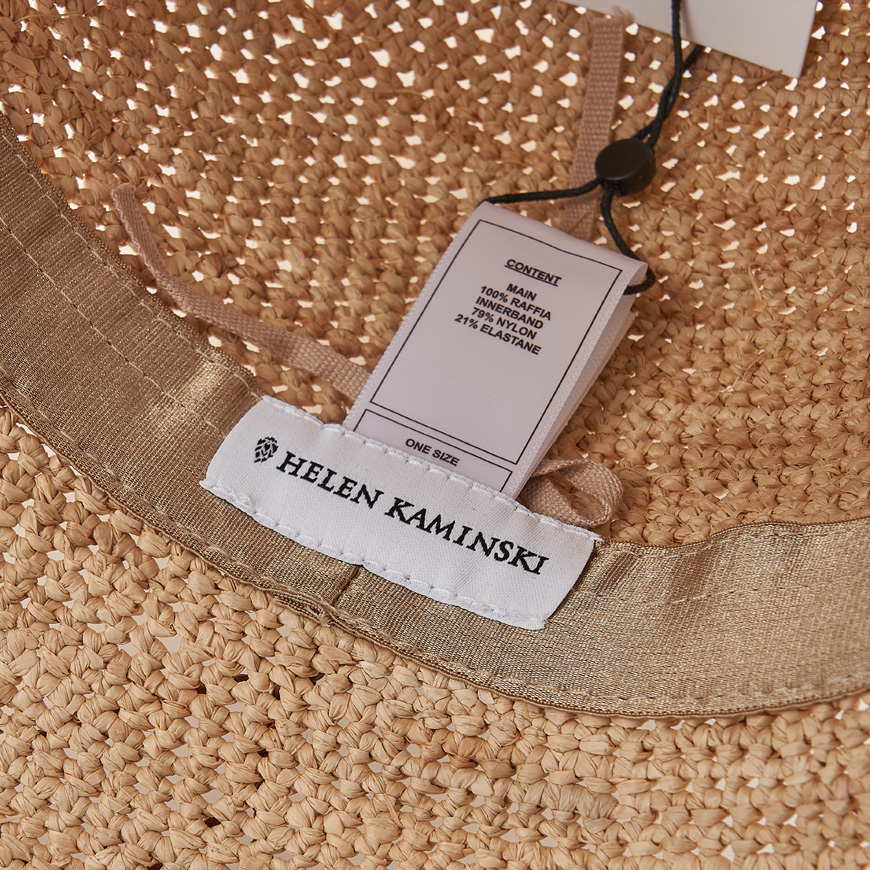 CONTENT
MAIN
100% RAFFIA
INNERBAND
79% NYLON
21% ELASTANE
ONE SIZE
HELEN KAMINSKI